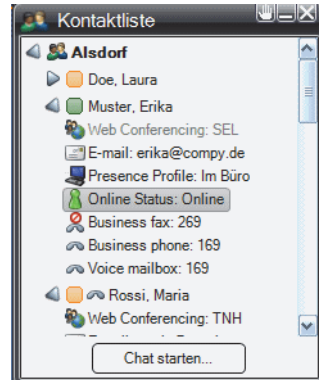 Kontaktliste
Alsdorf
Doe, Laura
Muster, Erika
Web Conferencing: SEL
E-mail: erika@compy.de
Presence Profile: Im Büro
Online Status: Online
Business fax: 269
Business phone: 169
Voice mailbox: 169
Rossi, Maria
Web Conferencing: TNH
Chat starten...